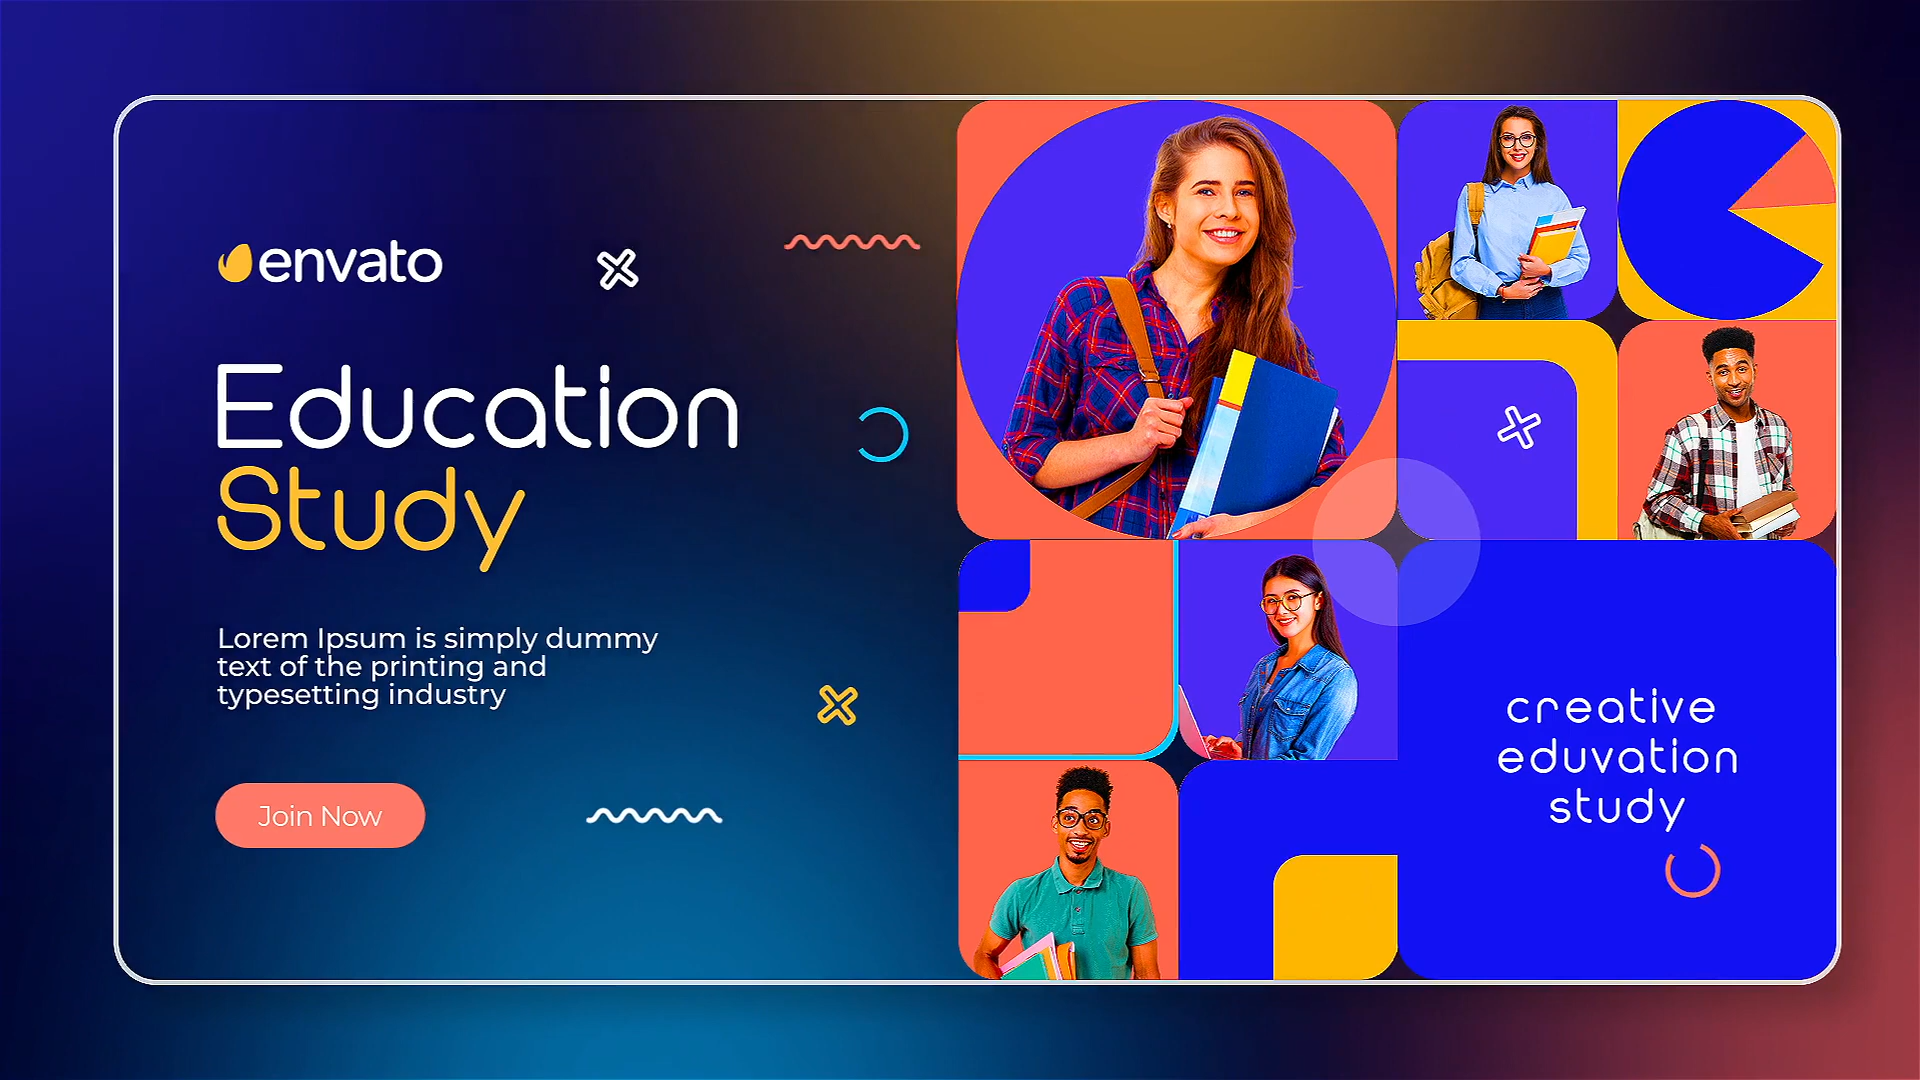 envato
Education
Study
Lorem Ipsum is simply dummy
text of the printing and
typesetting industry
Join Now
creative
eduvation
study